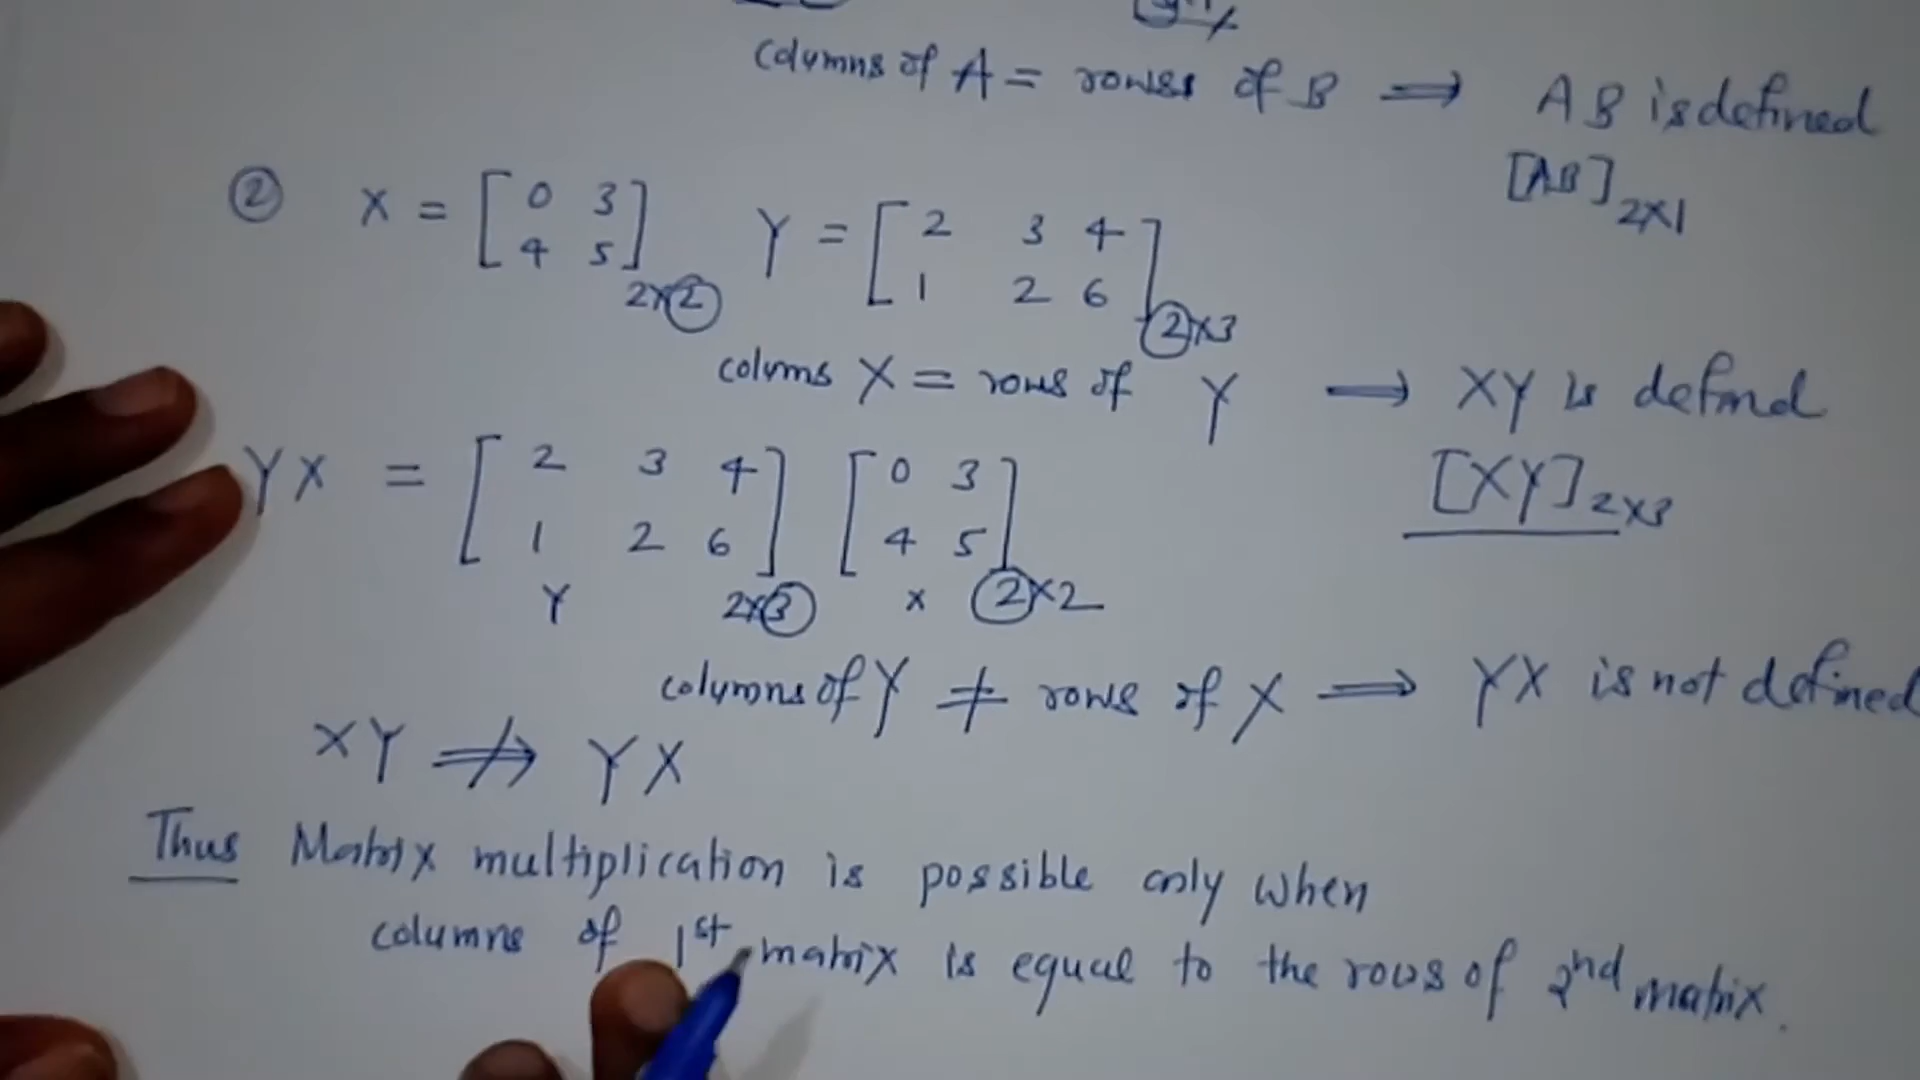 columns of A = rows of B ⟹ AB is defined
[AB]2×1
② X = [0 3 Y = [2 3 4
4 5]2×2 1 2 6]2×3
colums X = rows of Y → XY is defind
[XY]2×3
YX = [2 3 4 [0 3
1 2 6] 4 5]
Y 2×3 X 2×2
columns of Y ≠ rows of X ⟹ YX is not defined
XY ⇏ YX
Thus Matrix multiplication is possible only when
columns of 1st matrix is equal to the rows of 2nd matrix.